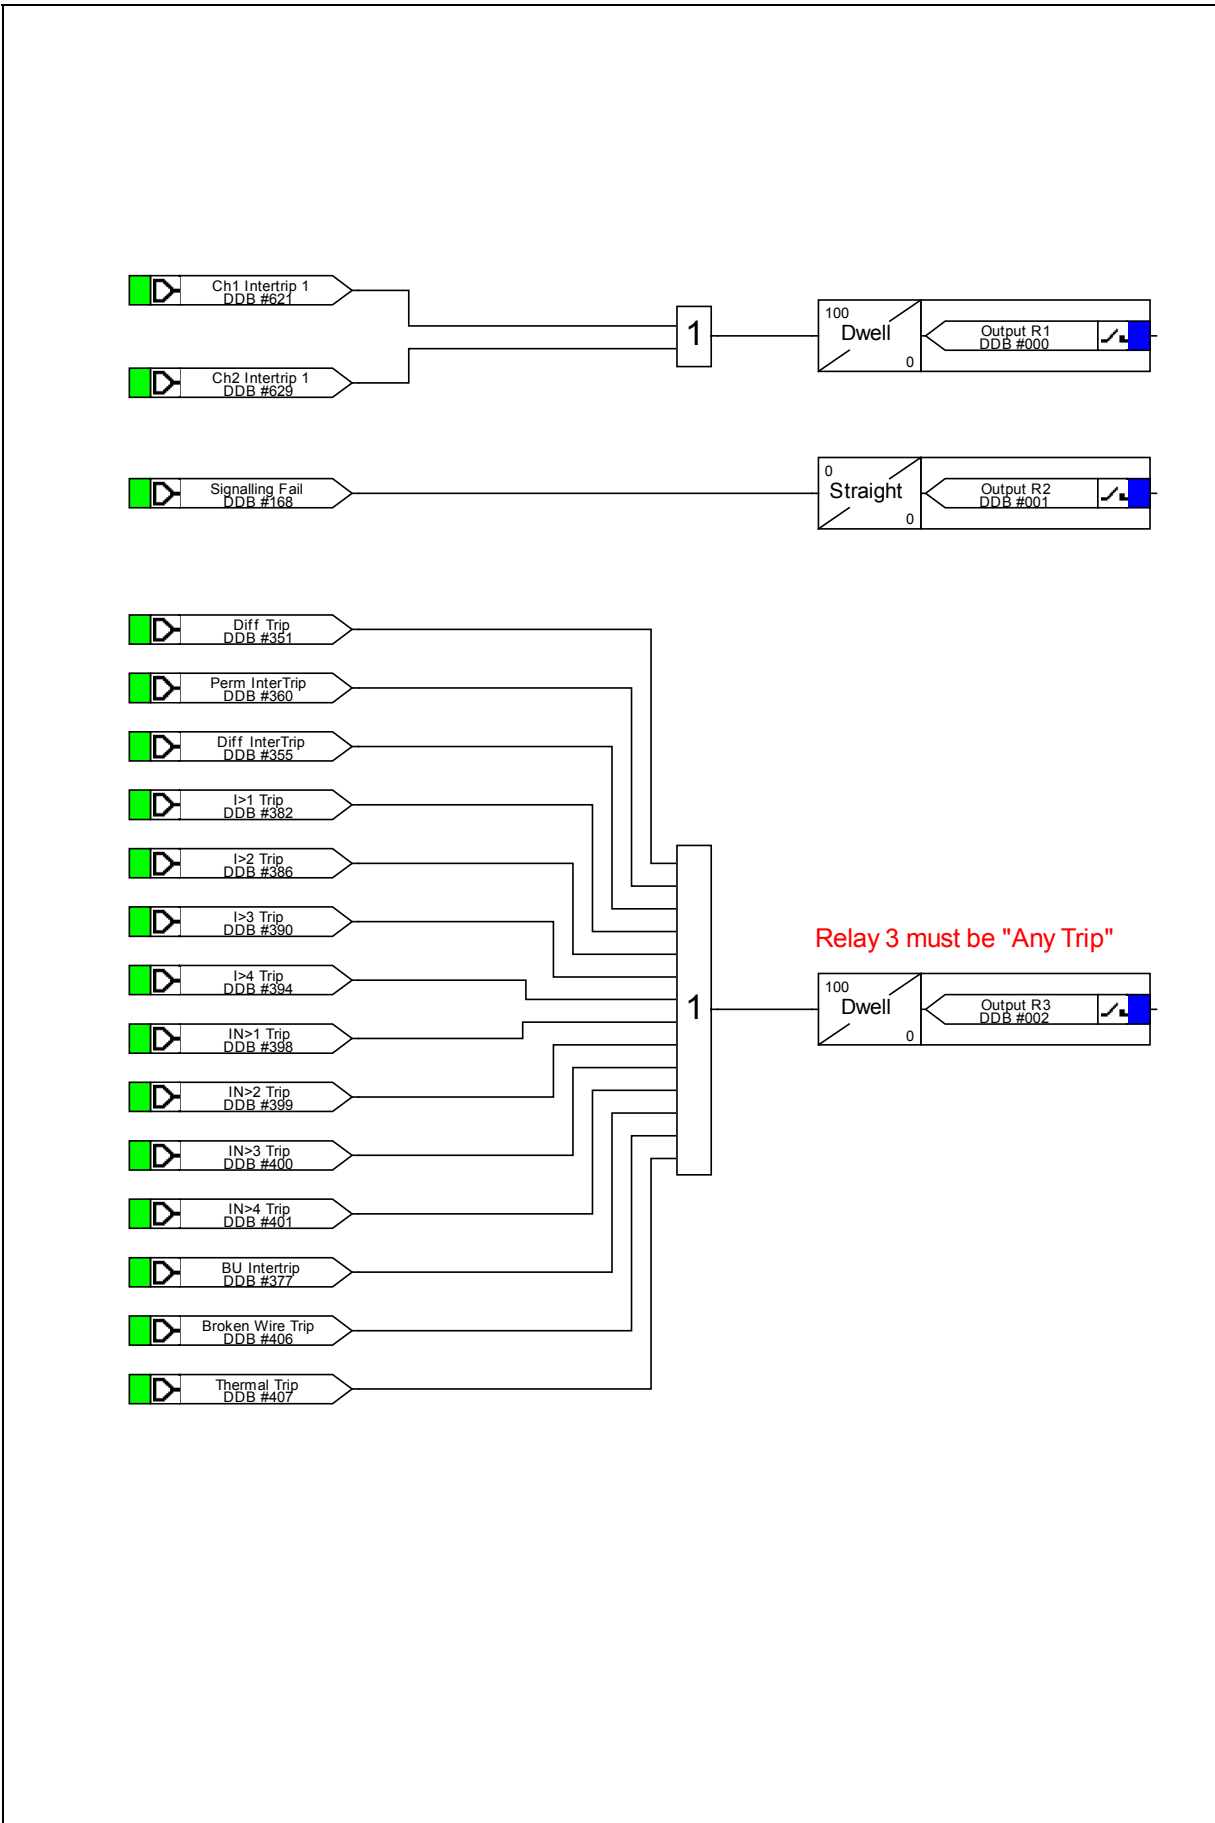 Ch1 Intertrip 1
DDB #621
Ch2 Intertrip 1
DDB #629
1
100
Dwell
0
Output R1
DDB #000
Signalling Fail
DDB #168
0
Straight
0
Output R2
DDB #001
Diff Trip
DDB #351
Perm InterTrip
DDB #360
Diff InterTrip
DDB #355
I>1 Trip
DDB #382
I>2 Trip
DDB #386
I>3 Trip
DDB #390
I>4 Trip
DDB #394
IN>1 Trip
DDB #398
IN>2 Trip
DDB #399
IN>3 Trip
DDB #400
IN>4 Trip
DDB #401
BU Intertrip
DDB #377
Broken Wire Trip
DDB #406
Thermal Trip
DDB #407
1
Relay 3 must be "Any Trip"
100
Dwell
0
Output R3
DDB #002